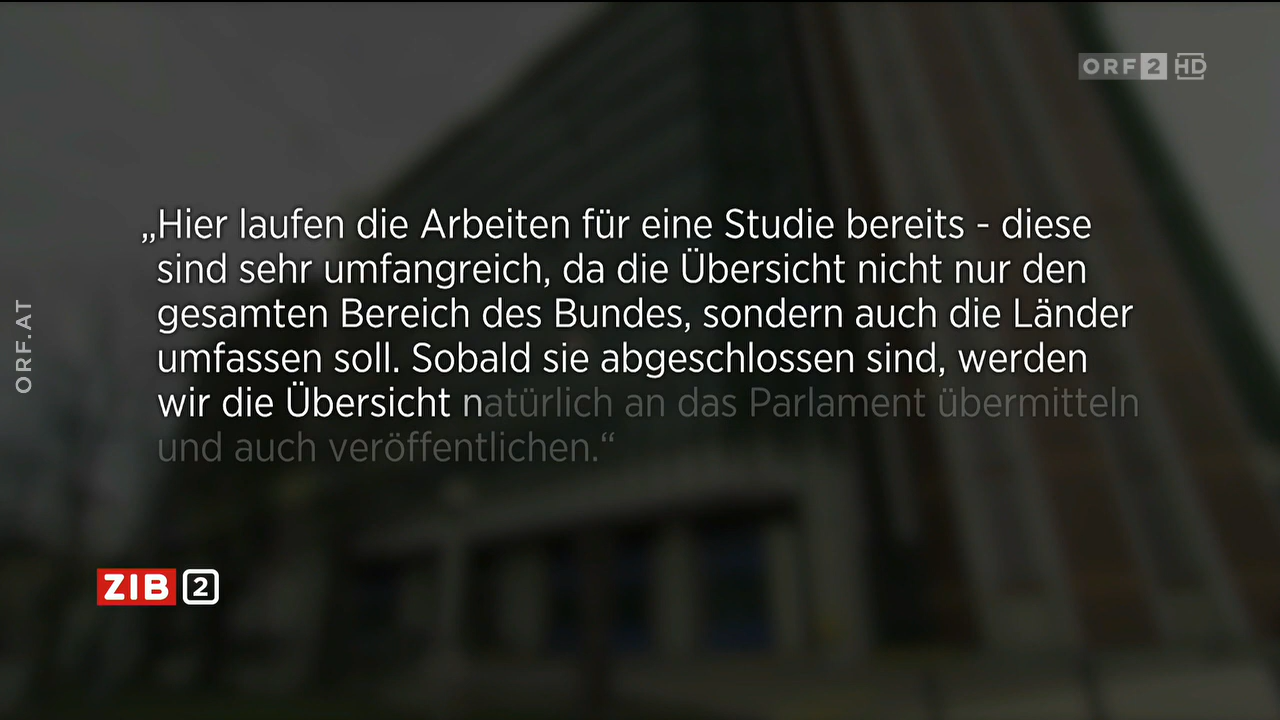 ORF 2 HD
„Hier laufen die Arbeiten für eine Studie bereits - diese
sind sehr umfangreich, da die Übersicht nicht nur den
gesamten Bereich des Bundes, sondern auch die Länder
umfassen soll. Sobald sie abgeschlossen sind, werden
wir die Übersicht natürlich an das Parlament übermitteln
und auch veröffentlichen.“
ORF.AT
ZIB 2